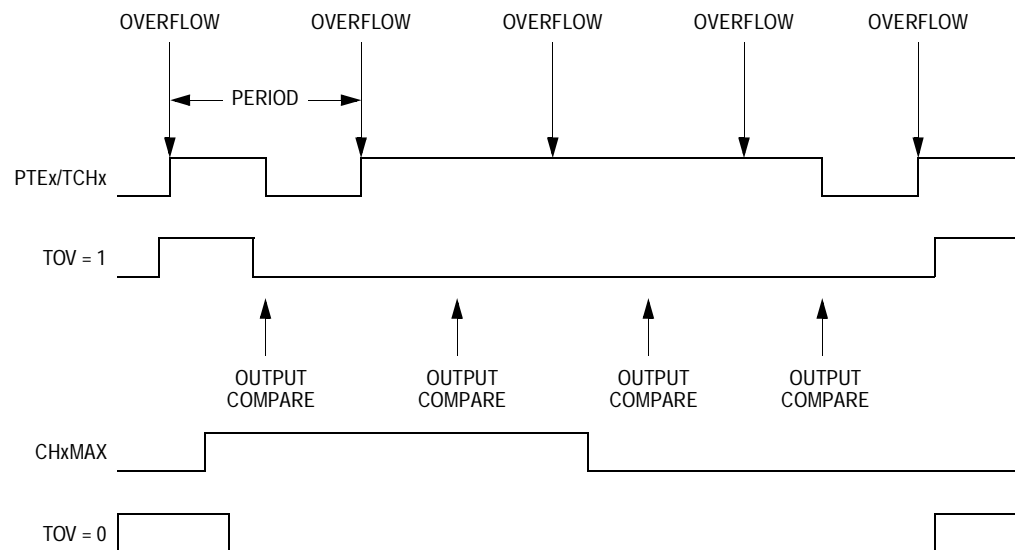 OVERFLOW OVERFLOW OVERFLOW OVERFLOW OVERFLOW
PERIOD
PTEx/TCHx
TOV = 1
OUTPUT OUTPUT OUTPUT OUTPUT
COMPARE COMPARE COMPARE COMPARE
CHxMAX
TOV = 0